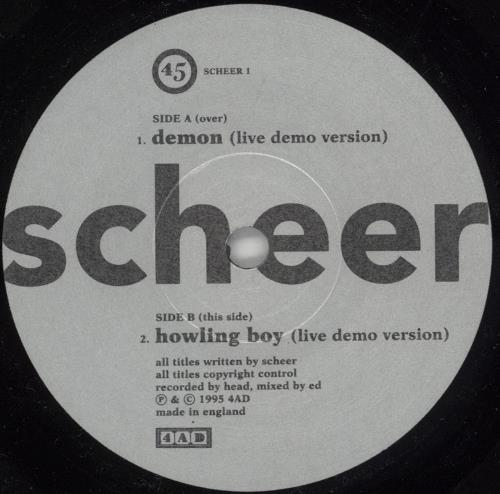 45 SCHEER 1
SIDE A (over)
1. demon (live demo version)
scheer
SIDE B (this side)
2. howling boy (live demo version)
all titles written by scheer
all titles copyright control
recorded by head, mixed by ed
℗ & © 1995 4AD
made in england
4AD